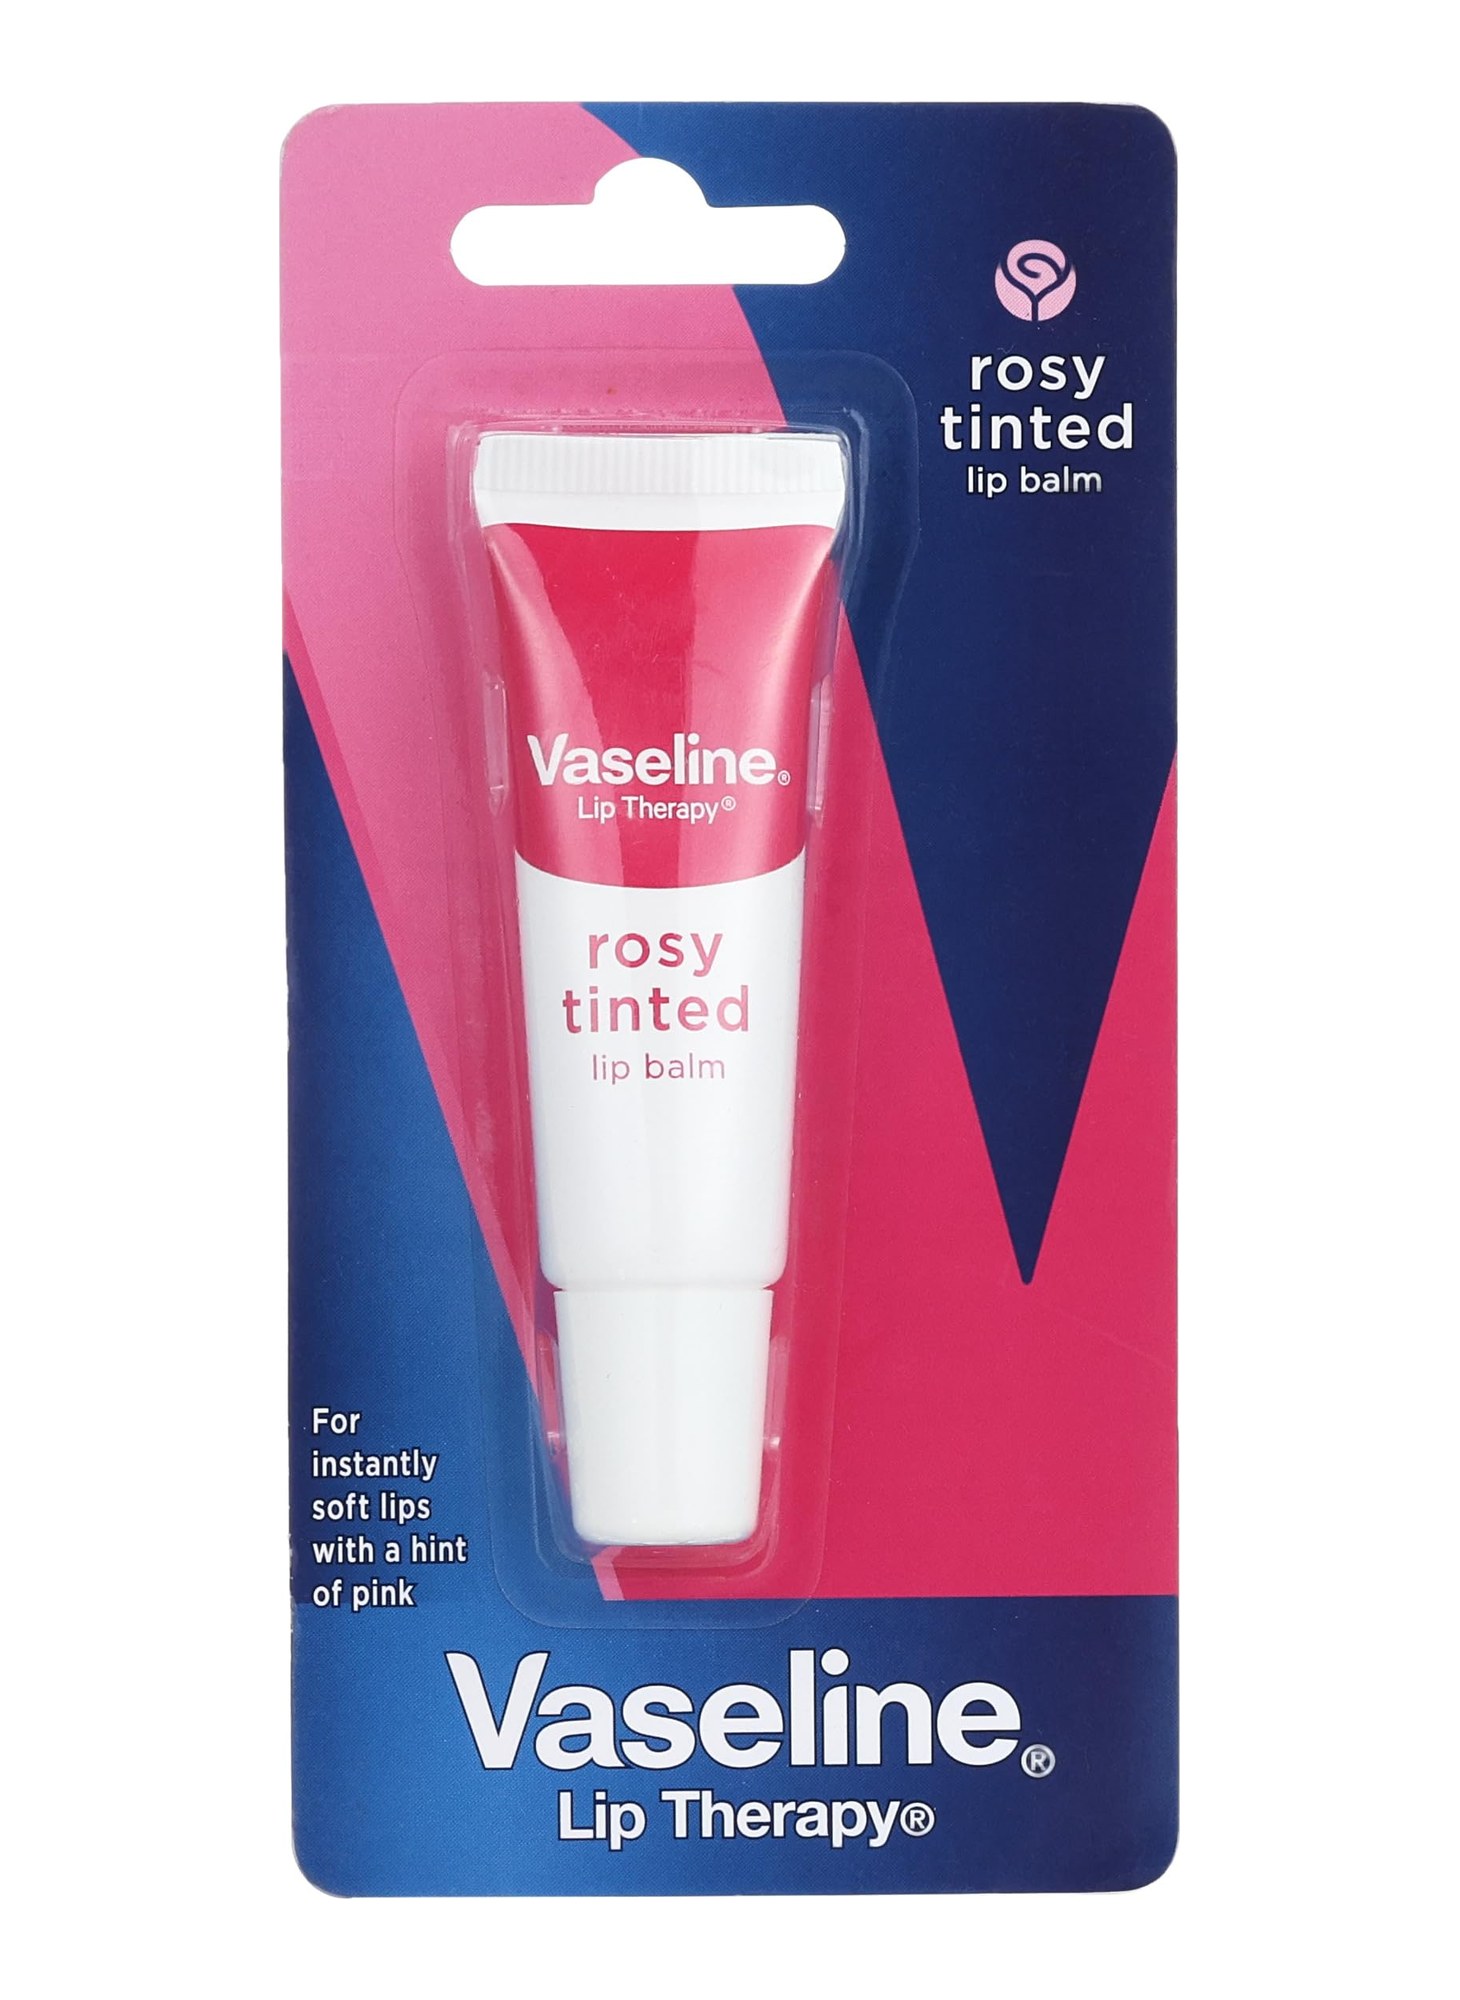 rosy
tinted
lip balm
Vaseline®
Lip Therapy®
rosy
tinted
lip balm
For
instantly
soft lips
with a hint
of pink
Vaseline®
Lip Therapy®